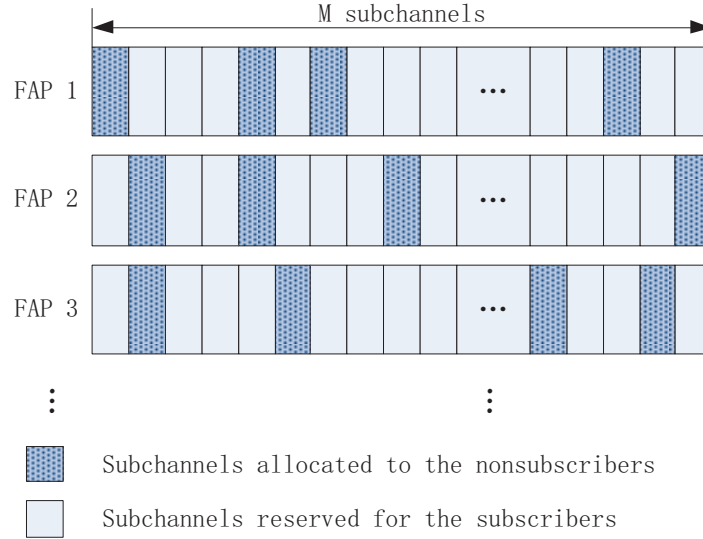 M subchannels
FAP 1
...
FAP 2
...
FAP 3
...
Subchannels allocated to the nonsubscribers
Subchannels reserved for the subscribers